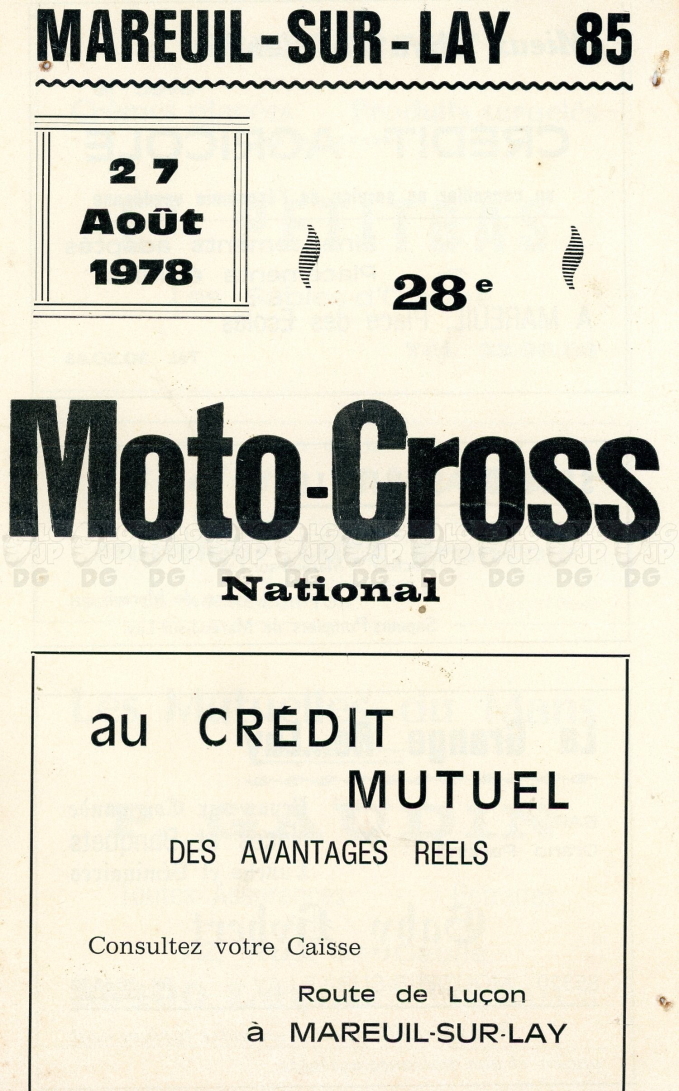 MAREUIL-SUR-LAY 85
27
Août
1978
28e
Moto-Cross
National
au CRÉDIT
MUTUEL
DES AVANTAGES REELS
Consultez votre Caisse
Route de Luçon
à MAREUIL-SUR-LAY